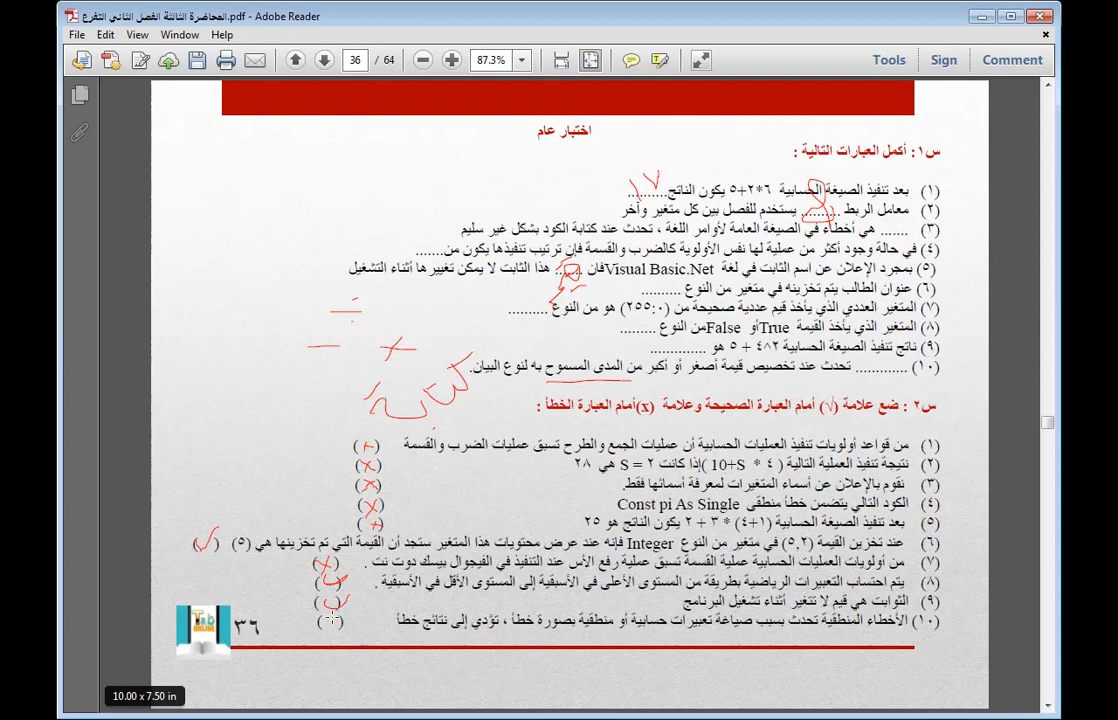 المحاضرة الثالثة الفصل الثاني التفرع.pdf - Adobe Reader
File Edit View Window Help
36 / 64 87.3% Tools Sign Comment
اختبار عام
س١: أكمل العبارات التالية :
(١) بعد تنفيذ الصيغة الحسابية ٦*٢+٥ يكون الناتج.......... ١٧
(٢) معامل الربط ......... يستخدم للفصل بين كل متغير وآخر
(٣) ....... هي أخطاء في الصيغة العامة لأوامر اللغة ، تحدث عند كتابة الكود بشكل غير سليم
(٤) في حالة وجود أكثر من عملية لها نفس الأولوية كالضرب والقسمة فإن ترتيب تنفيذها يكون من.......
(٥) بمجرد الإعلان عن اسم الثابت في لغة Visual Basic.Net فان ....... هذا الثابت لا يمكن تغييرها أثناء التشغيل
(٦) عنوان الطالب يتم تخزينه في متغير من النوع ..........
(٧) المتغير العددي الذي يأخذ قيم عددية صحيحة من (٢٥٥:٠) هو من النوع ..........
(٨) المتغير الذي يأخذ القيمة True أو False من النوع .........
(٩) ناتج تنفيذ الصيغة الحسابية ٢^٤ + ٥ هو .............
(١٠) ............ تحدث عند تخصيص قيمة أصغر أو أكبر من المدى المسموح به لنوع البيان.
÷
− ×
س٢ : ضع علامة (√) أمام العبارة الصحيحة وعلامة (x) أمام العبارة الخطأ :
(١) من قواعد أولويات تنفيذ العمليات الحسابية أن عمليات الجمع والطرح تسبق عمليات الضرب والقسمة (×)
(٢) نتيجة تنفيذ العملية التالية ( ٤ * 10+S ) إذا كانت S = ٢ هي ٢٨ (×)
(٣) نقوم بالإعلان عن أسماء المتغيرات لمعرفة أسمائها فقط. (×)
(٤) الكود التالي يتضمن خطأ منطقى Const pi As Single (×)
(٥) بعد تنفيذ الصيغة الحسابية (١+٤) * ٣ + ٢ يكون الناتج هو ٢٥ (×)
(٦) عند تخزين القيمة (٥,٢) في متغير من النوع Integer فإنه عند عرض محتويات هذا المتغير ستجد أن القيمة التي تم تخزينها هي (٥) (✓)
(٧) من أولويات العمليات الحسابية عملية القسمة تسبق عملية رفع الأس عند التنفيذ في الفيجوال بيسك دوت نت . (×)
(٨) يتم احتساب التعبيرات الرياضية بطريقة من المستوى الأعلى في الأسبقية إلى المستوى الأقل في الأسبقية . (✓)
(٩) الثوابت هي قيم لا تتغير أثناء تشغيل البرنامج (✓)
(١٠) الأخطاء المنطقية تحدث بسبب صياغة تعبيرات حسابية أو منطقية بصورة خطأ ، تؤدي إلى نتائج خطأ ( )
Tab ONLINE
٣٦
10.00 x 7.50 in